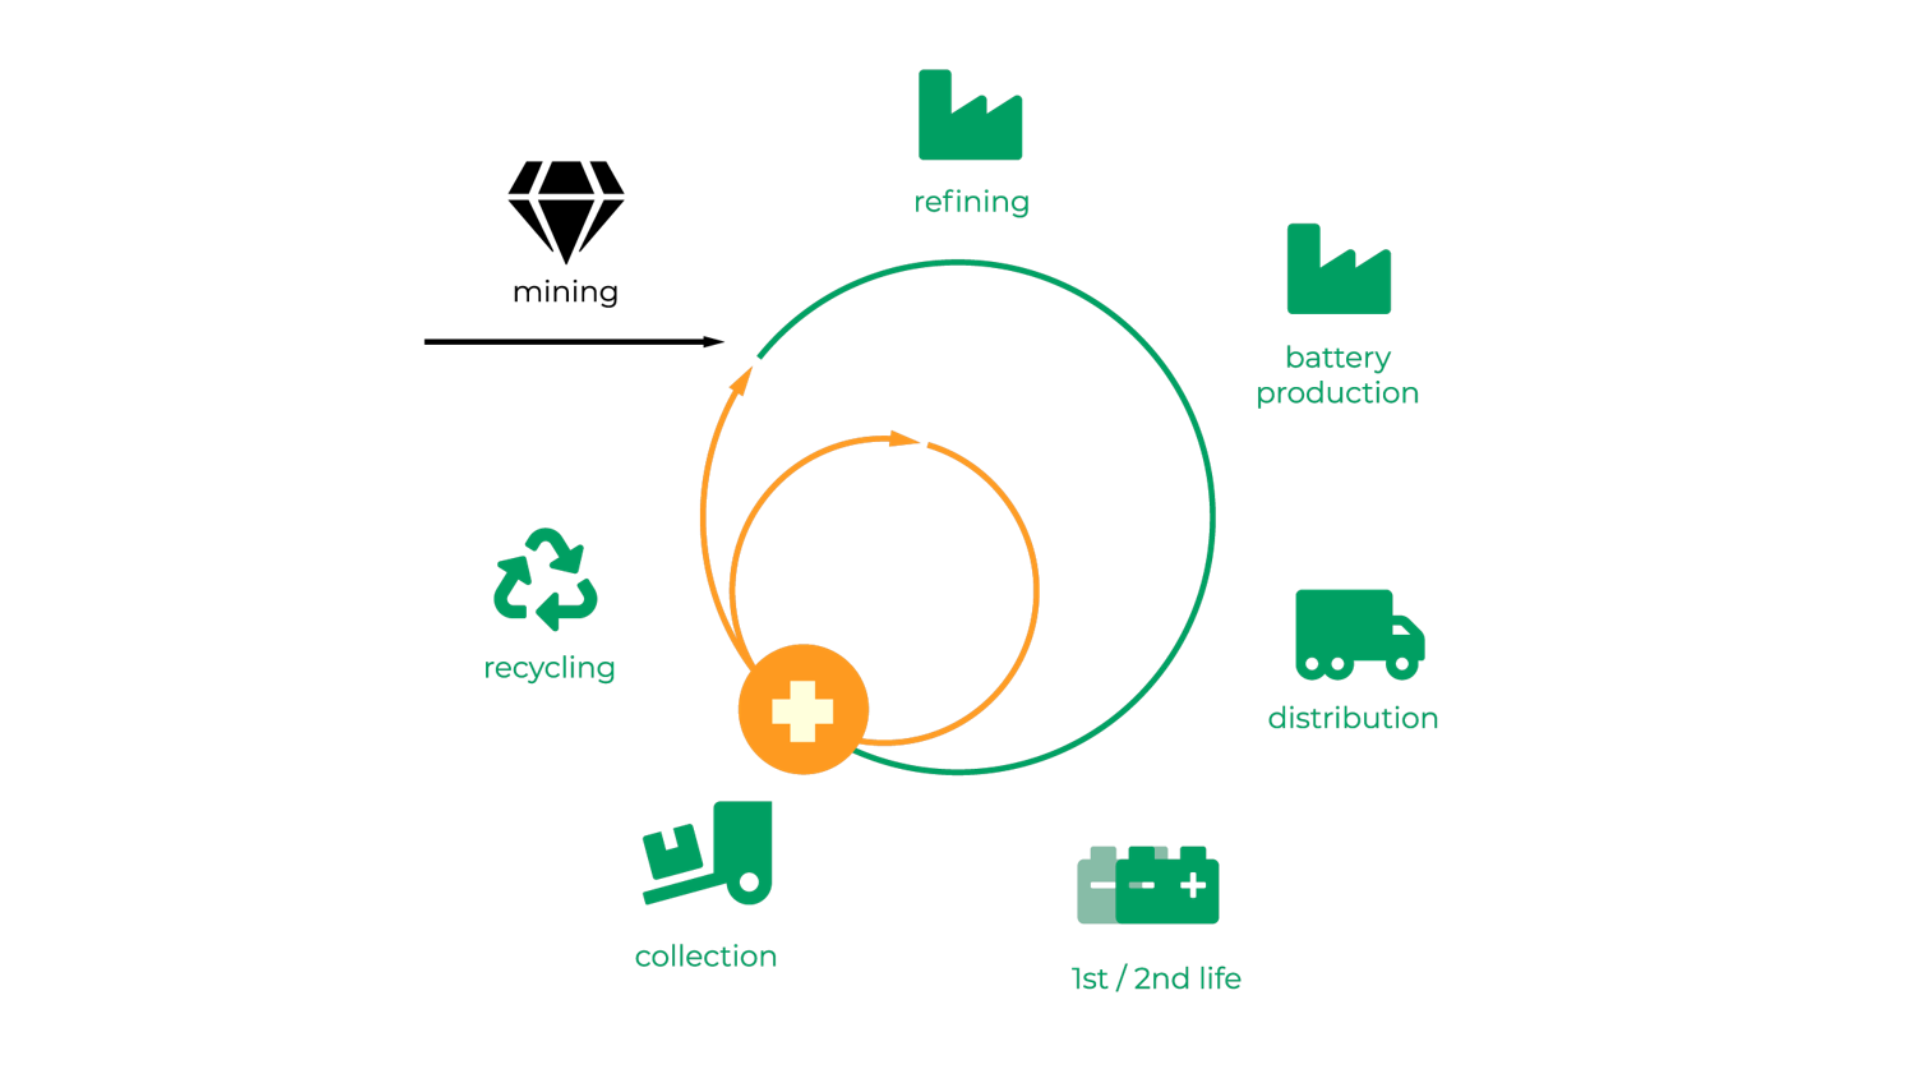 refining
mining
battery
production
recycling
distribution
collection
1st / 2nd life